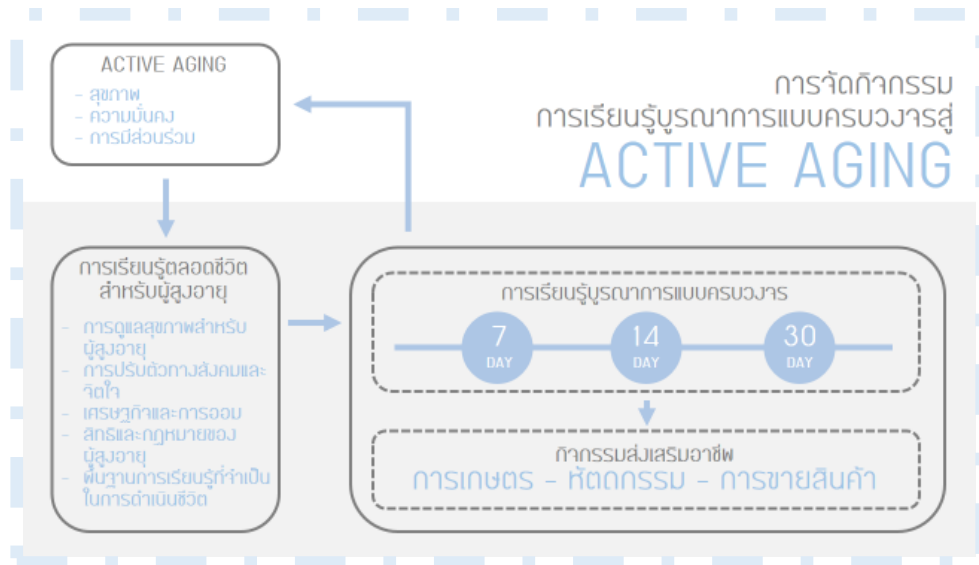 การจัดกิจกรรม
การเรียนรู้บูรณาการแบบครบวงจรสู่
ACTIVE AGING
ACTIVE AGING
- สุขภาพ
- ความมั่นคง
- การมีส่วนร่วม
การเรียนรู้ตลอดชีวิต
สำหรับผู้สูงอายุ
- การดูแลสุขภาพสำหรับ
ผู้สูงอายุ
- การปรับตัวทางสังคมและ
จิตใจ
- เศรษฐกิจและการออม
- สิทธิและกฎหมายของ
ผู้สูงอายุ
- พื้นฐานการเรียนรู้ที่จำเป็น
ในการดำเนินชีวิต
การเรียนรู้บูรณาการแบบครบวงจร
7 DAY
14 DAY
30 DAY
กิจกรรมส่งเสริมอาชีพ
การเกษตร - หัตถกรรม - การขายสินค้า